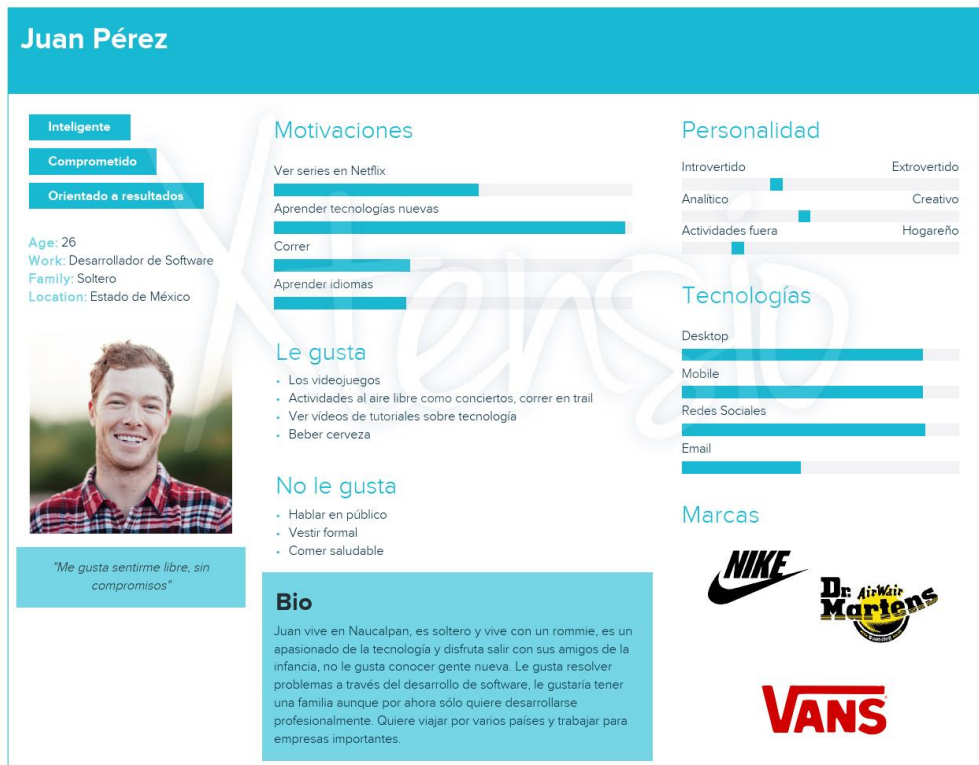 Juan Pérez
Inteligente
Comprometido
Orientado a resultados
Age: 26
Work: Desarrollador de Software
Family: Soltero
Location: Estado de México
"Me gusta sentirme libre, sin
compromisos"
Motivaciones
Ver series en Netflix
Aprender tecnologías nuevas
Correr
Aprender idiomas
Le gusta
Los videojuegos
Actividades al aire libre como conciertos, correr en trail
Ver vídeos de tutoriales sobre tecnología
Beber cerveza
No le gusta
Hablar en público
Vestir formal
Comer saludable
Bio
Juan vive en Naucalpan, es soltero y vive con un rommie, es un
apasionado de la tecnología y disfruta salir con sus amigos de la
infancia, no le gusta conocer gente nueva. Le gusta resolver
problemas a través del desarrollo de software, le gustaría tener
una familia aunque por ahora sólo quiere desarrollarse
profesionalmente. Quiere viajar por varios países y trabajar para
empresas importantes.
Personalidad
Introvertido Extrovertido
Analítico Creativo
Actividades fuera Hogareño
Tecnologías
Desktop
Mobile
Redes Sociales
Email
Marcas
NIKE
Dr. AirWair
Martens
VANS
Xtensio